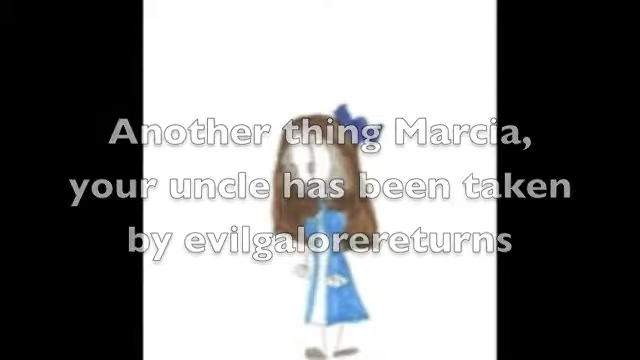 Another thing Marcia,
your uncle has been taken
by evilgalorereturns